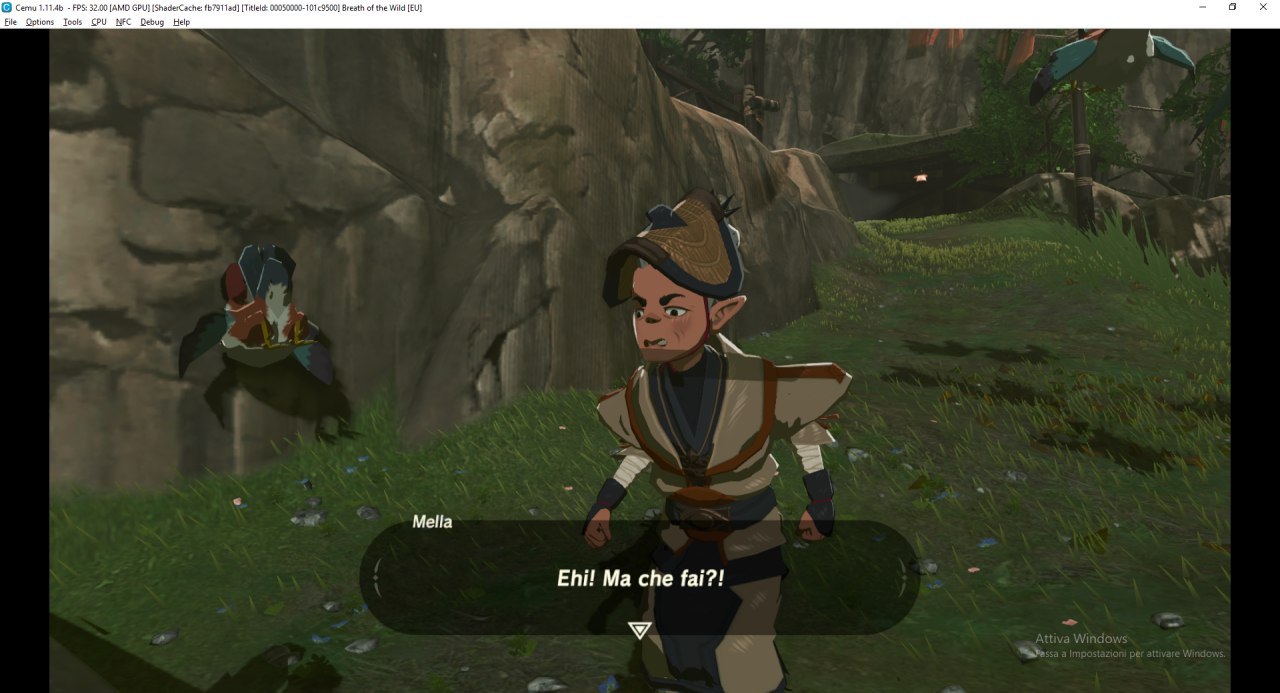 Cemu 1.11.4b - FPS: 32.00 [AMD GPU] [ShaderCache: fb7911ad] [TitleId: 00050000-101c9500] Breath of the Wild [EU]
File Options Tools CPU NFC Debug Help
Mella
Ehi! Ma che fai?!
Attiva Windows
Passa a Impostazioni per attivare Windows.